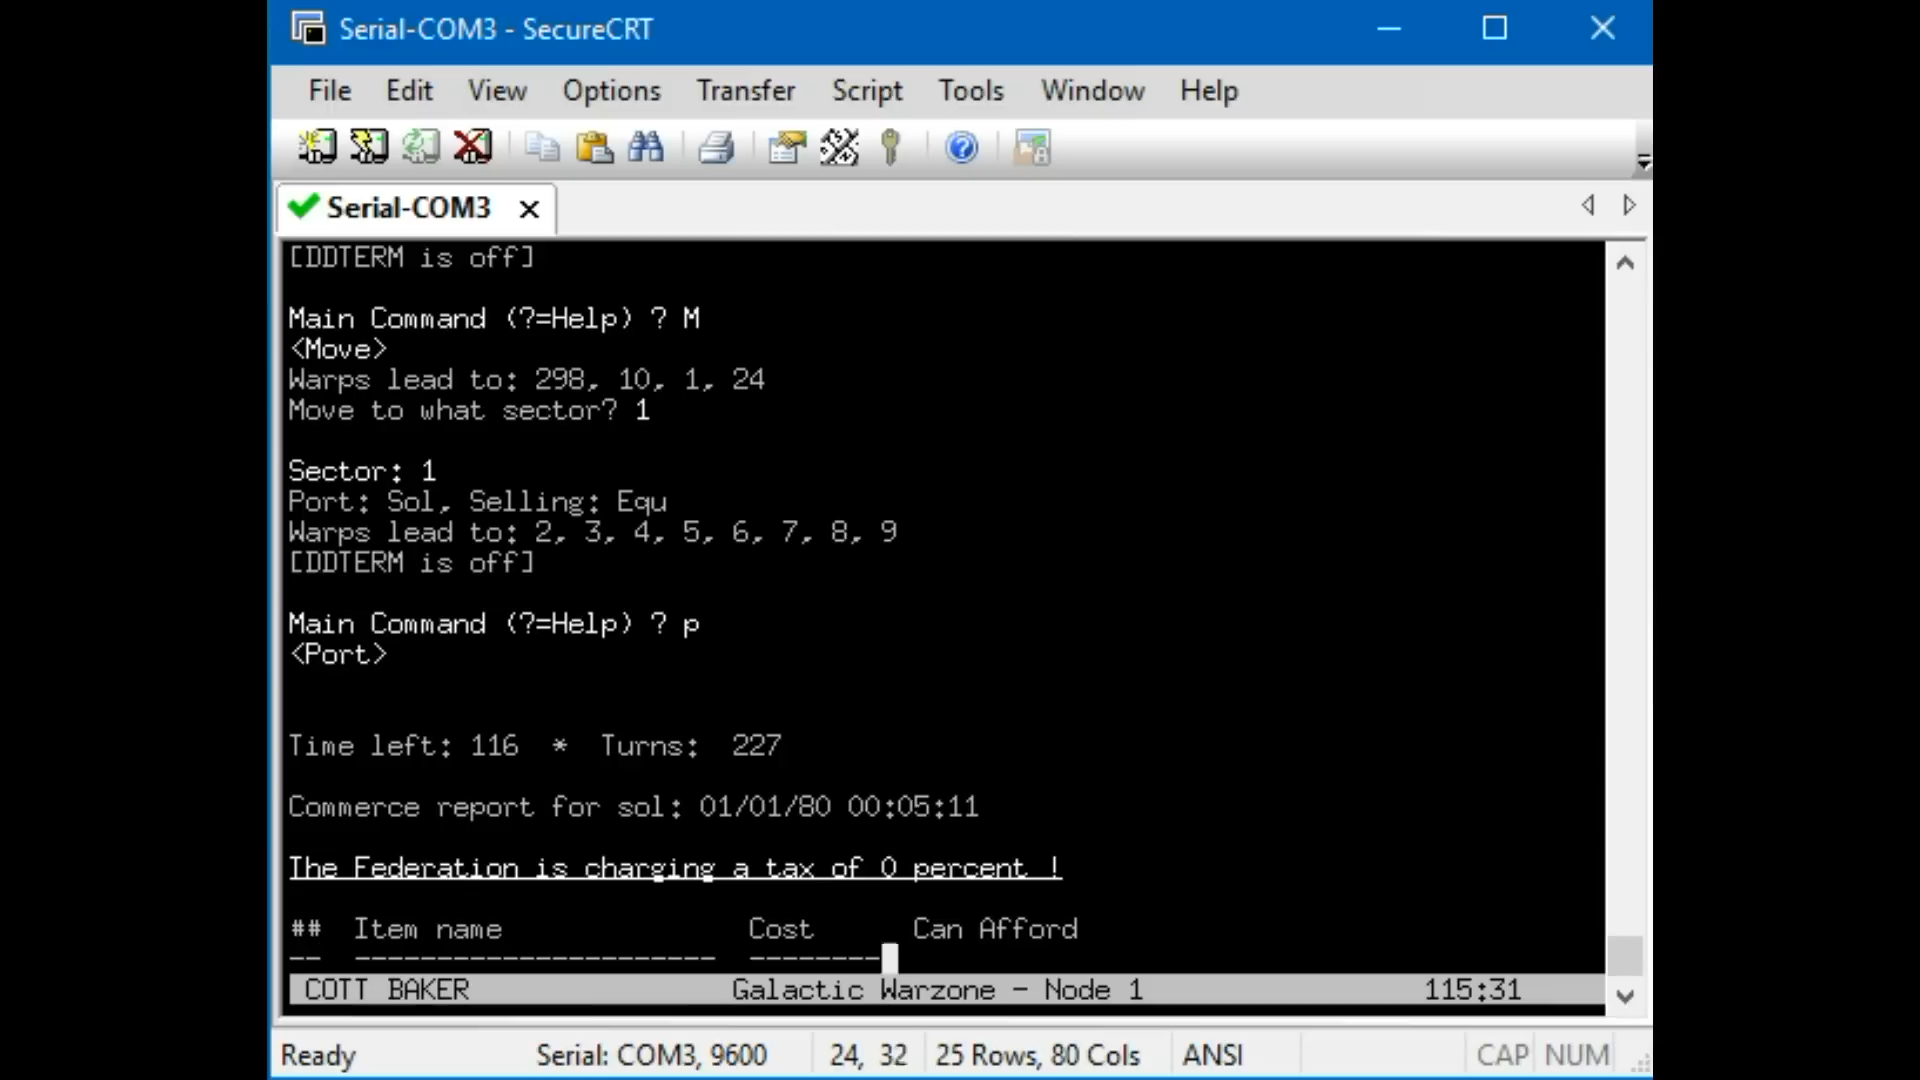 Serial-COM3 - SecureCRT
File Edit View Options Transfer Script Tools Window Help
Serial-COM3
[DDTERM is off]
Main Command (?=Help) ? M
<Move>
Warps lead to: 298, 10, 1, 24
Move to what sector? 1
Sector: 1
Port: Sol, Selling: Equ
Warps lead to: 2, 3, 4, 5, 6, 7, 8, 9
[DDTERM is off]
Main Command (?=Help) ? p
<Port>
Time left: 116 * Turns: 227
Commerce report for sol: 01/01/80 00:05:11
The Federation is charging a tax of 0 percent !
## Item name Cost Can Afford
-- ---------------------- --------
COTT BAKER Galactic Warzone - Node 1 115:31
Ready Serial: COM3, 9600 24, 32 25 Rows, 80 Cols ANSI CAP NUM